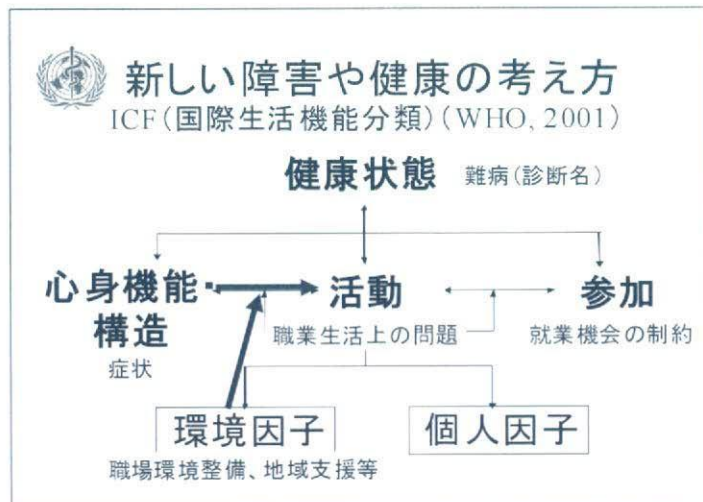 新しい障害や健康の考え方
ICF(国際生活機能分類)(WHO, 2001)
健康状態 難病(診断名)
心身機能・
構造
症状
活動
職業生活上の問題
参加
就業機会の制約
環境因子
職場環境整備、地域支援等
個人因子